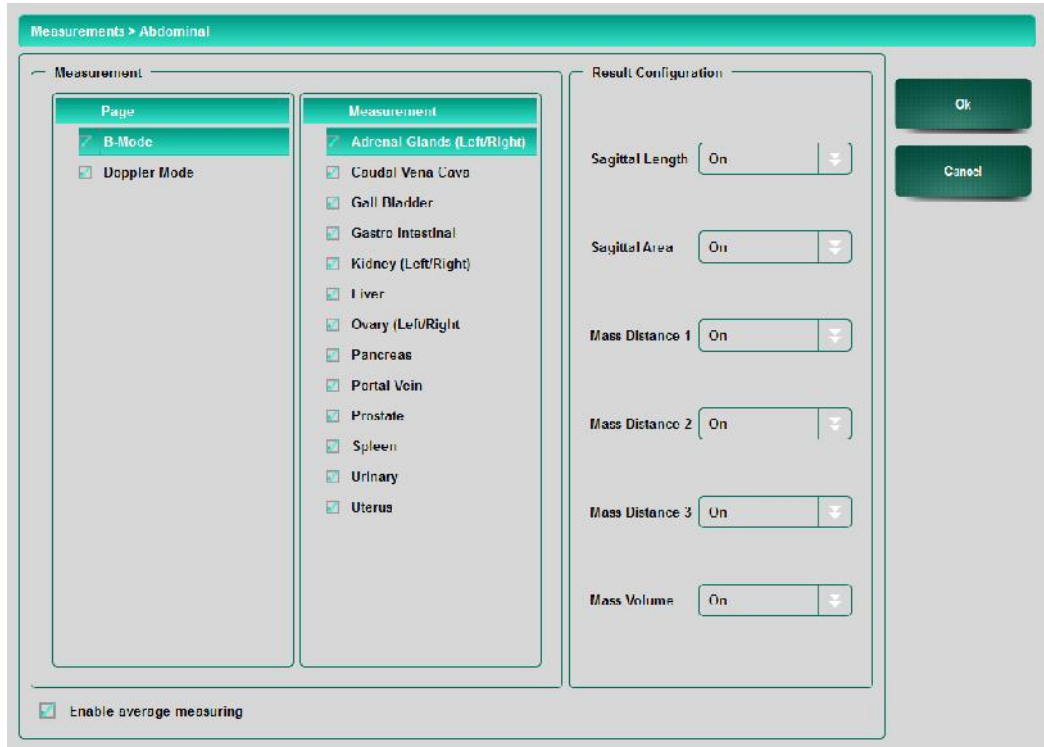 Measurements > Abdominal
Measurement
Page
B-Mode
Doppler Mode
Measurement
Adrenal Glands (Left/Right)
Caudal Vena Cava
Gall Bladder
Gastro Intestinal
Kidney (Left/Right)
Liver
Ovary (Left/Right
Pancreas
Portal Vein
Prostate
Spleen
Urinary
Uterus
Result Configuration
Sagittal Length On
Sagittal Area On
Mass Distance 1 On
Mass Distance 2 On
Mass Distance 3 On
Mass Volume On
Ok
Cancel
Enable average measuring